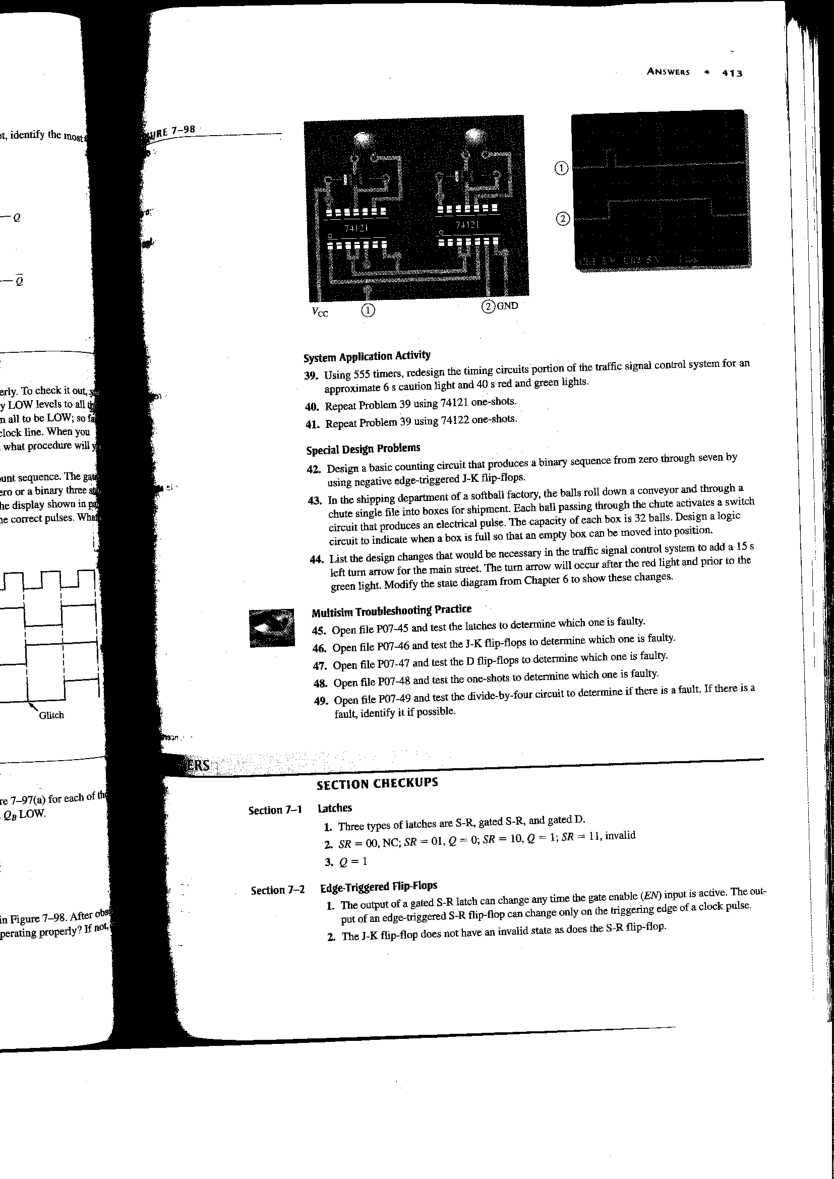 ANSWERS ◆ 413
t, identify the most
URE 7–98
Q
Q̅
74121
74121
1
2
Ch1 5 V Ch2 5 V 1 ms
VCC
1
2 GND
System Application Activity
39. Using 555 timers, redesign the timing circuits portion of the traffic signal control system for an
approximate 6 s caution light and 40 s red and green lights.
40. Repeat Problem 39 using 74121 one-shots.
41. Repeat Problem 39 using 74122 one-shots.
Special Design Problems
42. Design a basic counting circuit that produces a binary sequence from zero through seven by
using negative edge-triggered J-K flip-flops.
43. In the shipping department of a softball factory, the balls roll down a conveyor and through a
chute single file into boxes for shipment. Each ball passing through the chute activates a switch
circuit that produces an electrical pulse. The capacity of each box is 32 balls. Design a logic
circuit to indicate when a box is full so that an empty box can be moved into position.
44. List the design changes that would be necessary in the traffic signal control system to add a 15 s
left turn arrow for the main street. The turn arrow will occur after the red light and prior to the
green light. Modify the state diagram from Chapter 6 to show these changes.
Multisim Troubleshooting Practice
45. Open file P07-45 and test the latches to determine which one is faulty.
46. Open file P07-46 and test the J-K flip-flops to determine which one is faulty.
47. Open file P07-47 and test the D flip-flops to determine which one is faulty.
48. Open file P07-48 and test the one-shots to determine which one is faulty.
49. Open file P07-49 and test the divide-by-four circuit to determine if there is a fault. If there is a
fault, identify it if possible.
erly. To check it out,
y LOW levels to all
n all to be LOW; so
clock line. When you
what procedure will
ount sequence. The
ero or a binary three
he display shown in
ne correct pulses.
Glitch
re 7–97(a) for each of
QB LOW.
in Figure 7–98. After
perating properly? If not,
ERS
SECTION CHECKUPS
Section 7–1 Latches
1. Three types of latches are S-R, gated S-R, and gated D.
2. SR = 00, NC; SR = 01, Q = 0; SR = 10, Q = 1; SR = 11, invalid
3. Q = 1
Section 7–2 Edge-Triggered Flip-Flops
1. The output of a gated S-R latch can change any time the gate enable (EN) input is active. The out-
put of an edge-triggered S-R flip-flop can change only on the triggering edge of a clock pulse.
2. The J-K flip-flop does not have an invalid state as does the S-R flip-flop.